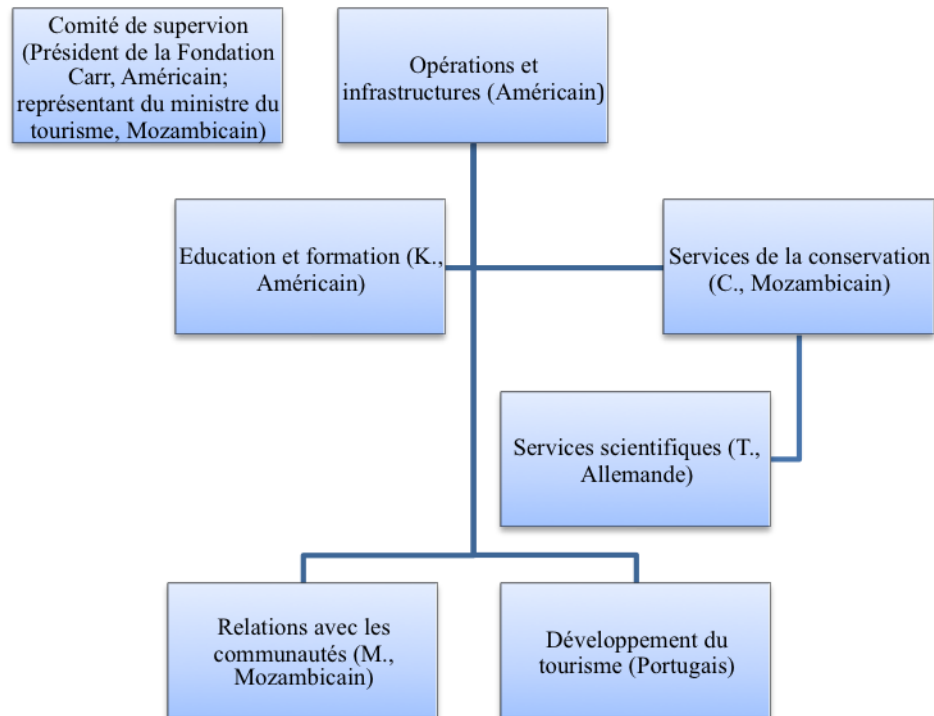 Comité de supervion
(Président de la Fondation
Carr, Américain;
représentant du ministre du
tourisme, Mozambicain)
Opérations et
infrastructures (Américain)
Education et formation (K.,
Américain)
Services de la conservation
(C., Mozambicain)
Services scientifiques (T.,
Allemande)
Relations avec les
communautés (M.,
Mozambicain)
Développement du
tourisme (Portugais)